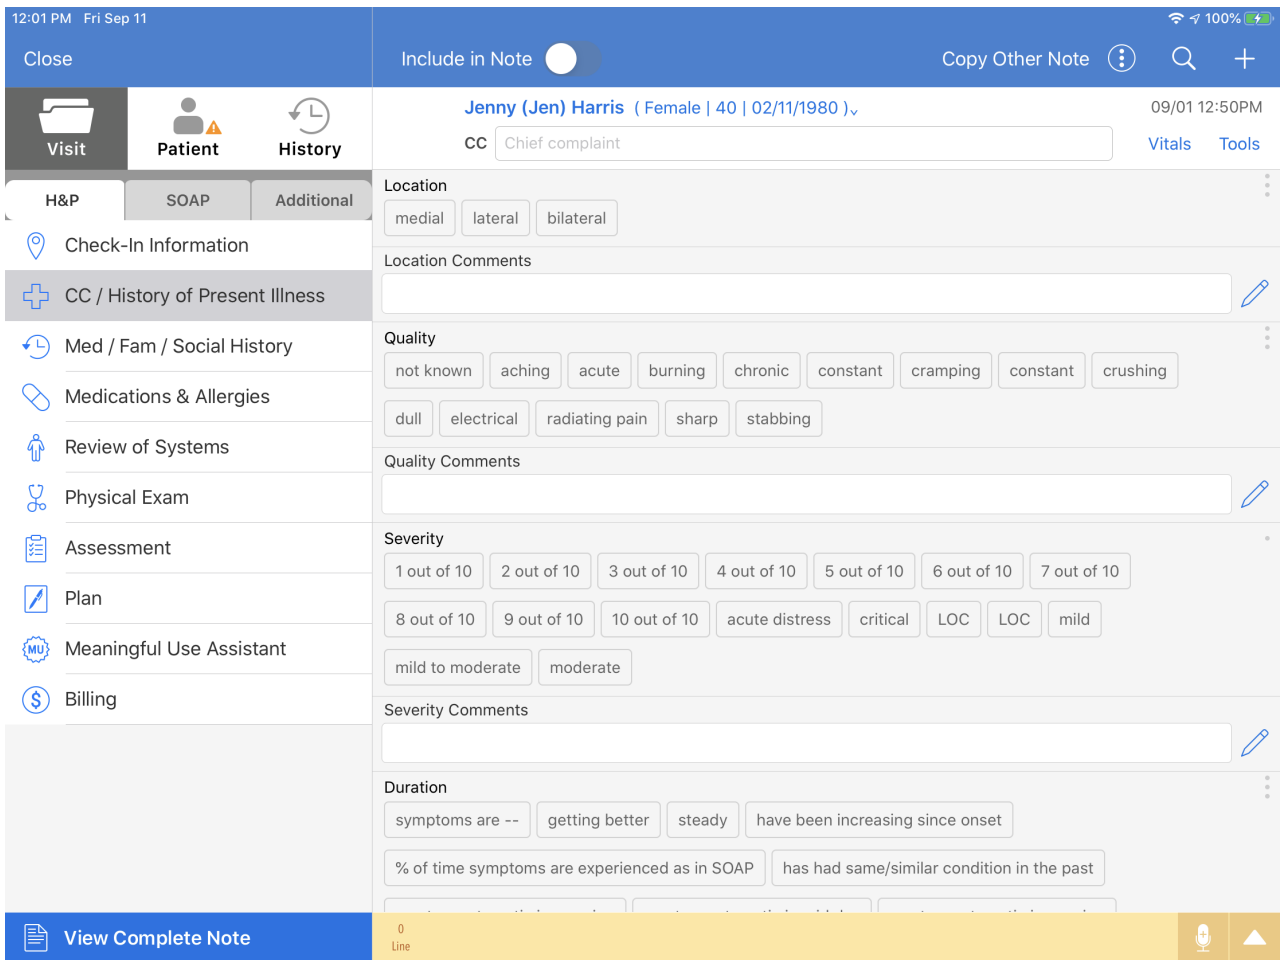 12:01 PM Fri Sep 11
100%
Close
Include in Note
Copy Other Note
Visit
Patient
History
Jenny (Jen) Harris ( Female | 40 | 02/11/1980 )
09/01 12:50PM
CC
Chief complaint
Vitals
Tools
H&P
SOAP
Additional
Check-In Information
CC / History of Present Illness
Med / Fam / Social History
Medications & Allergies
Review of Systems
Physical Exam
Assessment
Plan
MU
Meaningful Use Assistant
$
Billing
View Complete Note
Location
medial lateral bilateral
Location Comments
Quality
not known aching acute burning chronic constant cramping constant crushing
dull electrical radiating pain sharp stabbing
Quality Comments
Severity
1 out of 10 2 out of 10 3 out of 10 4 out of 10 5 out of 10 6 out of 10 7 out of 10
8 out of 10 9 out of 10 10 out of 10 acute distress critical LOC LOC mild
mild to moderate moderate
Severity Comments
Duration
symptoms are -- getting better steady have been increasing since onset
% of time symptoms are experienced as in SOAP has had same/similar condition in the past
0
Line